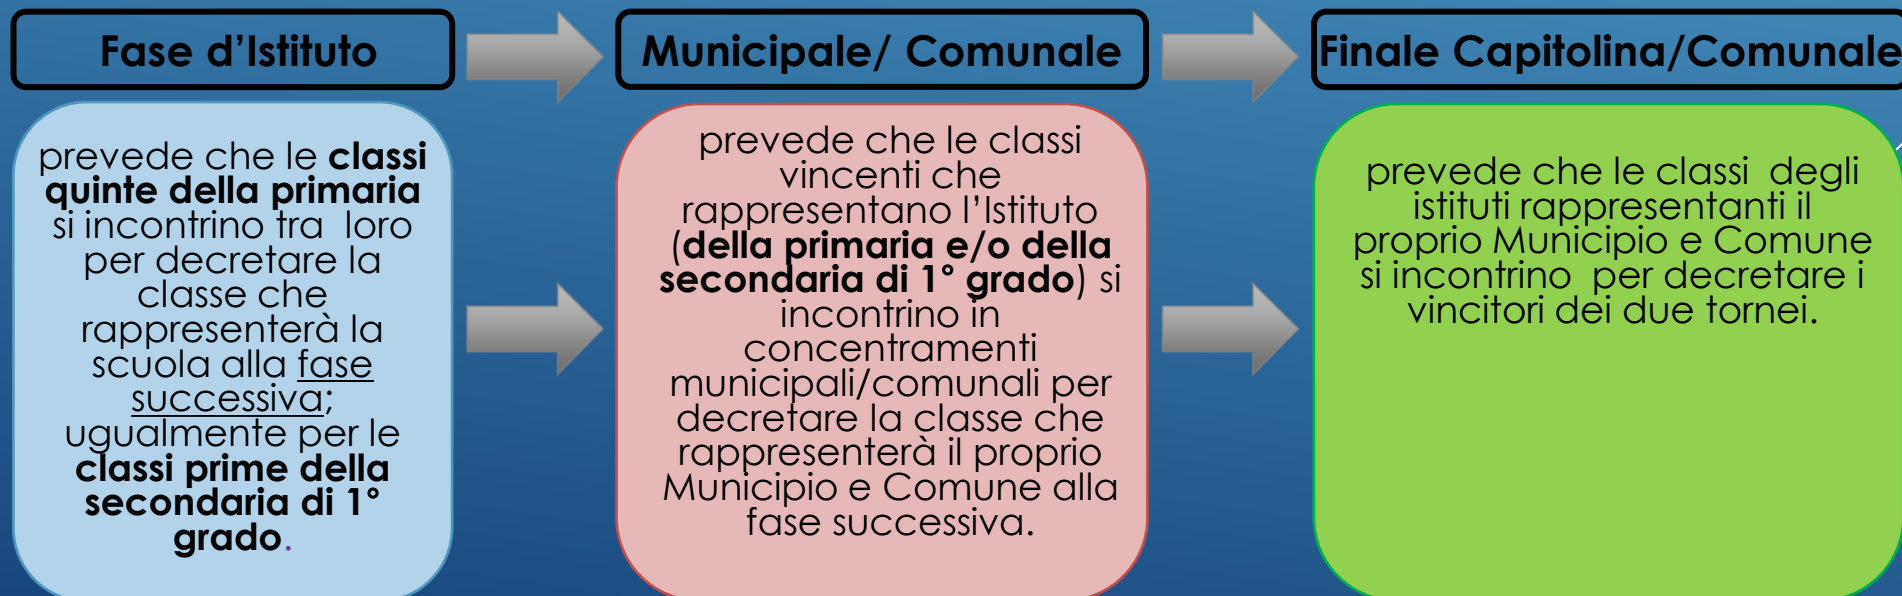 Fase d’Istituto
Municipale/ Comunale
Finale Capitolina/Comunale
prevede che le classi
quinte della primaria
si incontrino tra loro
per decretare la
classe che
rappresenterà la
scuola alla fase
successiva;
ugualmente per le
classi prime della
secondaria di 1°
grado.
prevede che le classi
vincenti che
rappresentano l’Istituto
(della primaria e/o della
secondaria di 1° grado) si
incontrino in
concentramenti
municipali/comunali per
decretare la classe che
rappresenterà il proprio
Municipio e Comune alla
fase successiva.
prevede che le classi degli
istituti rappresentanti il
proprio Municipio e Comune
si incontrino per decretare i
vincitori dei due tornei.